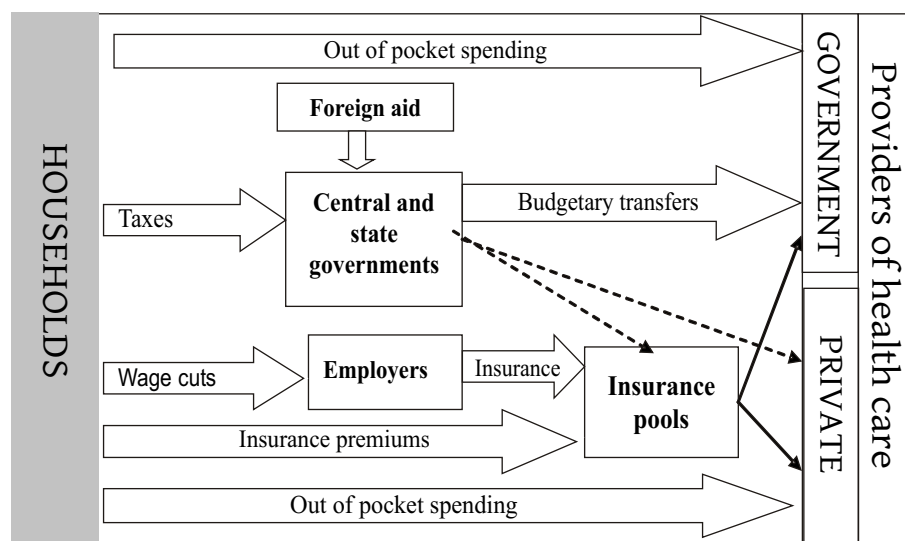 HOUSEHOLDS
Out of pocket spending
Foreign aid
Taxes
Central and
state
governments
Budgetary transfers
Wage cuts
Employers
Insurance
Insurance
pools
Insurance premiums
Out of pocket spending
GOVERNMENT
PRIVATE
Providers of health care